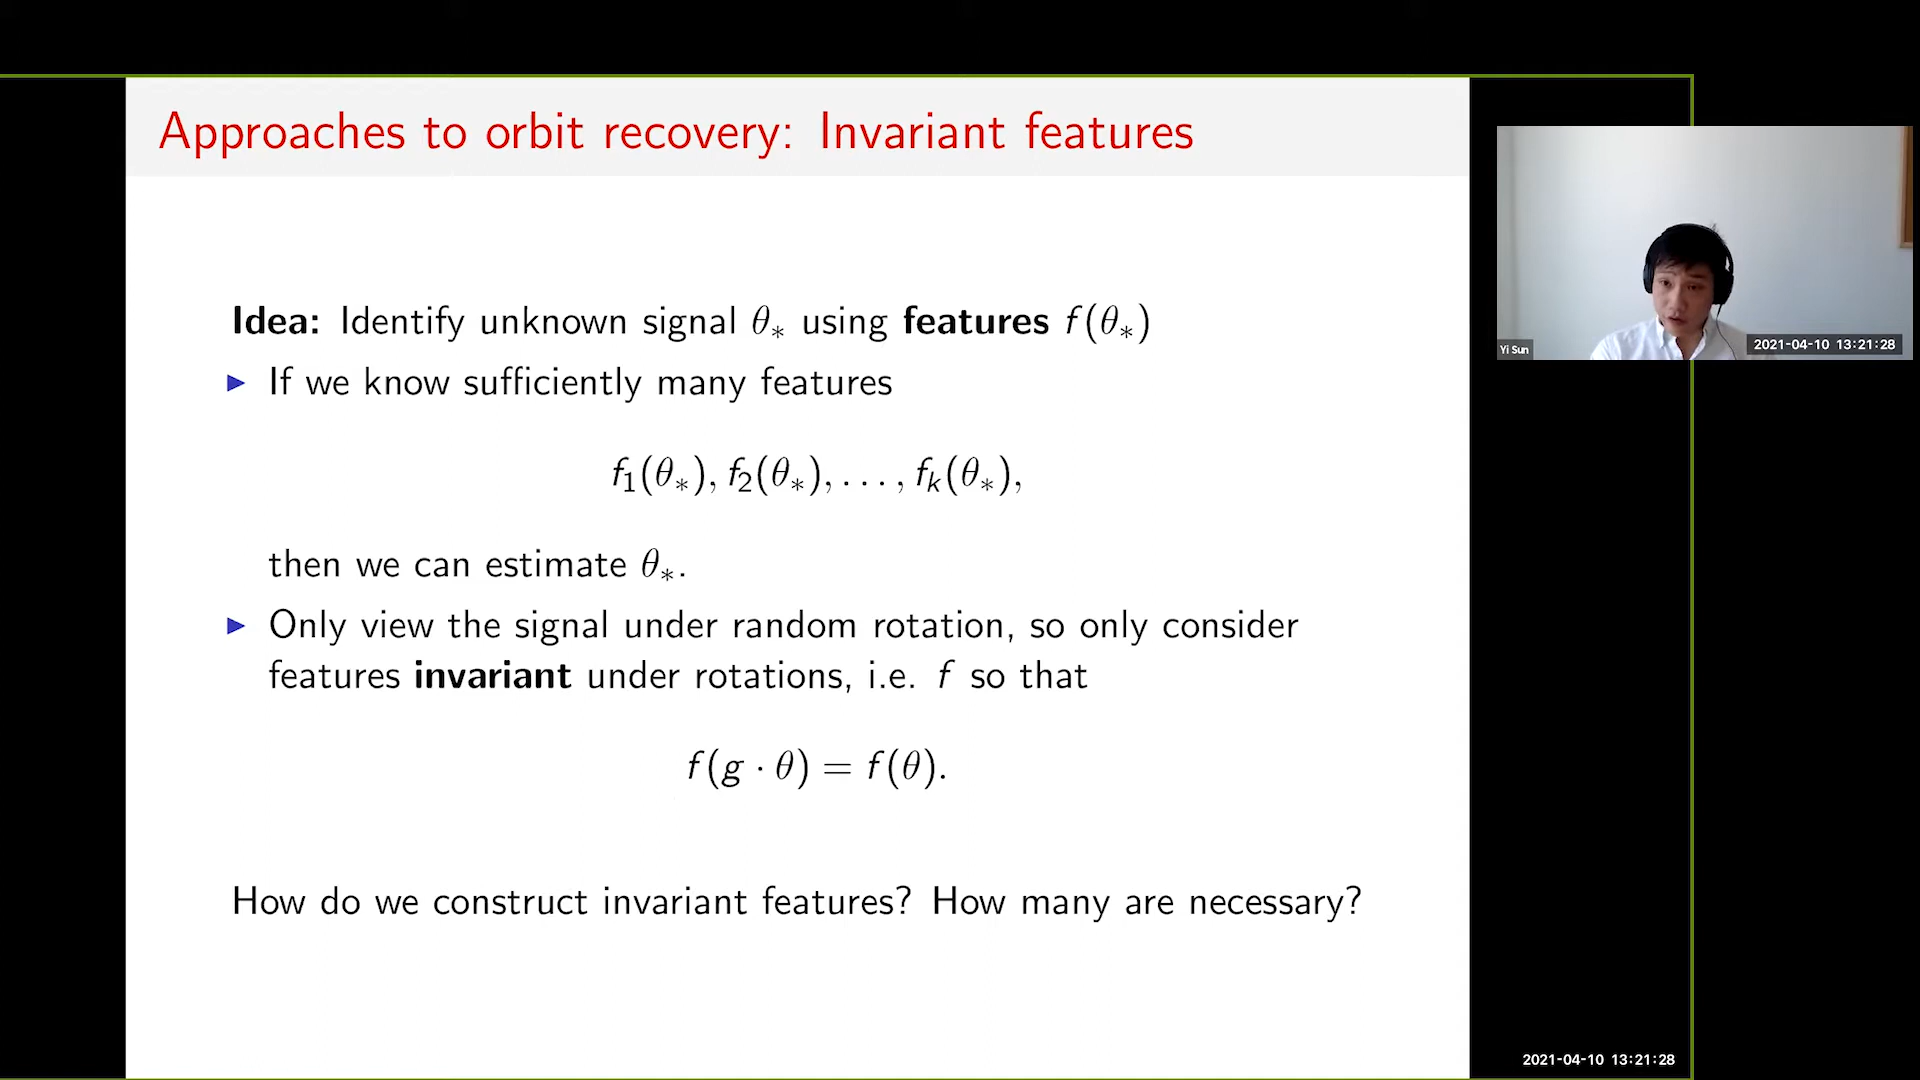 Approaches to orbit recovery: Invariant features
Idea: Identify unknown signal θ∗ using features f(θ∗)
▶ If we know sufficiently many features
f₁(θ∗), f₂(θ∗), . . . , fₖ(θ∗),
then we can estimate θ∗.
▶ Only view the signal under random rotation, so only consider
features invariant under rotations, i.e. f so that
f(g · θ) = f(θ).
How do we construct invariant features? How many are necessary?
Yi Sun
2021-04-10 13:21:28
2021-04-10 13:21:28